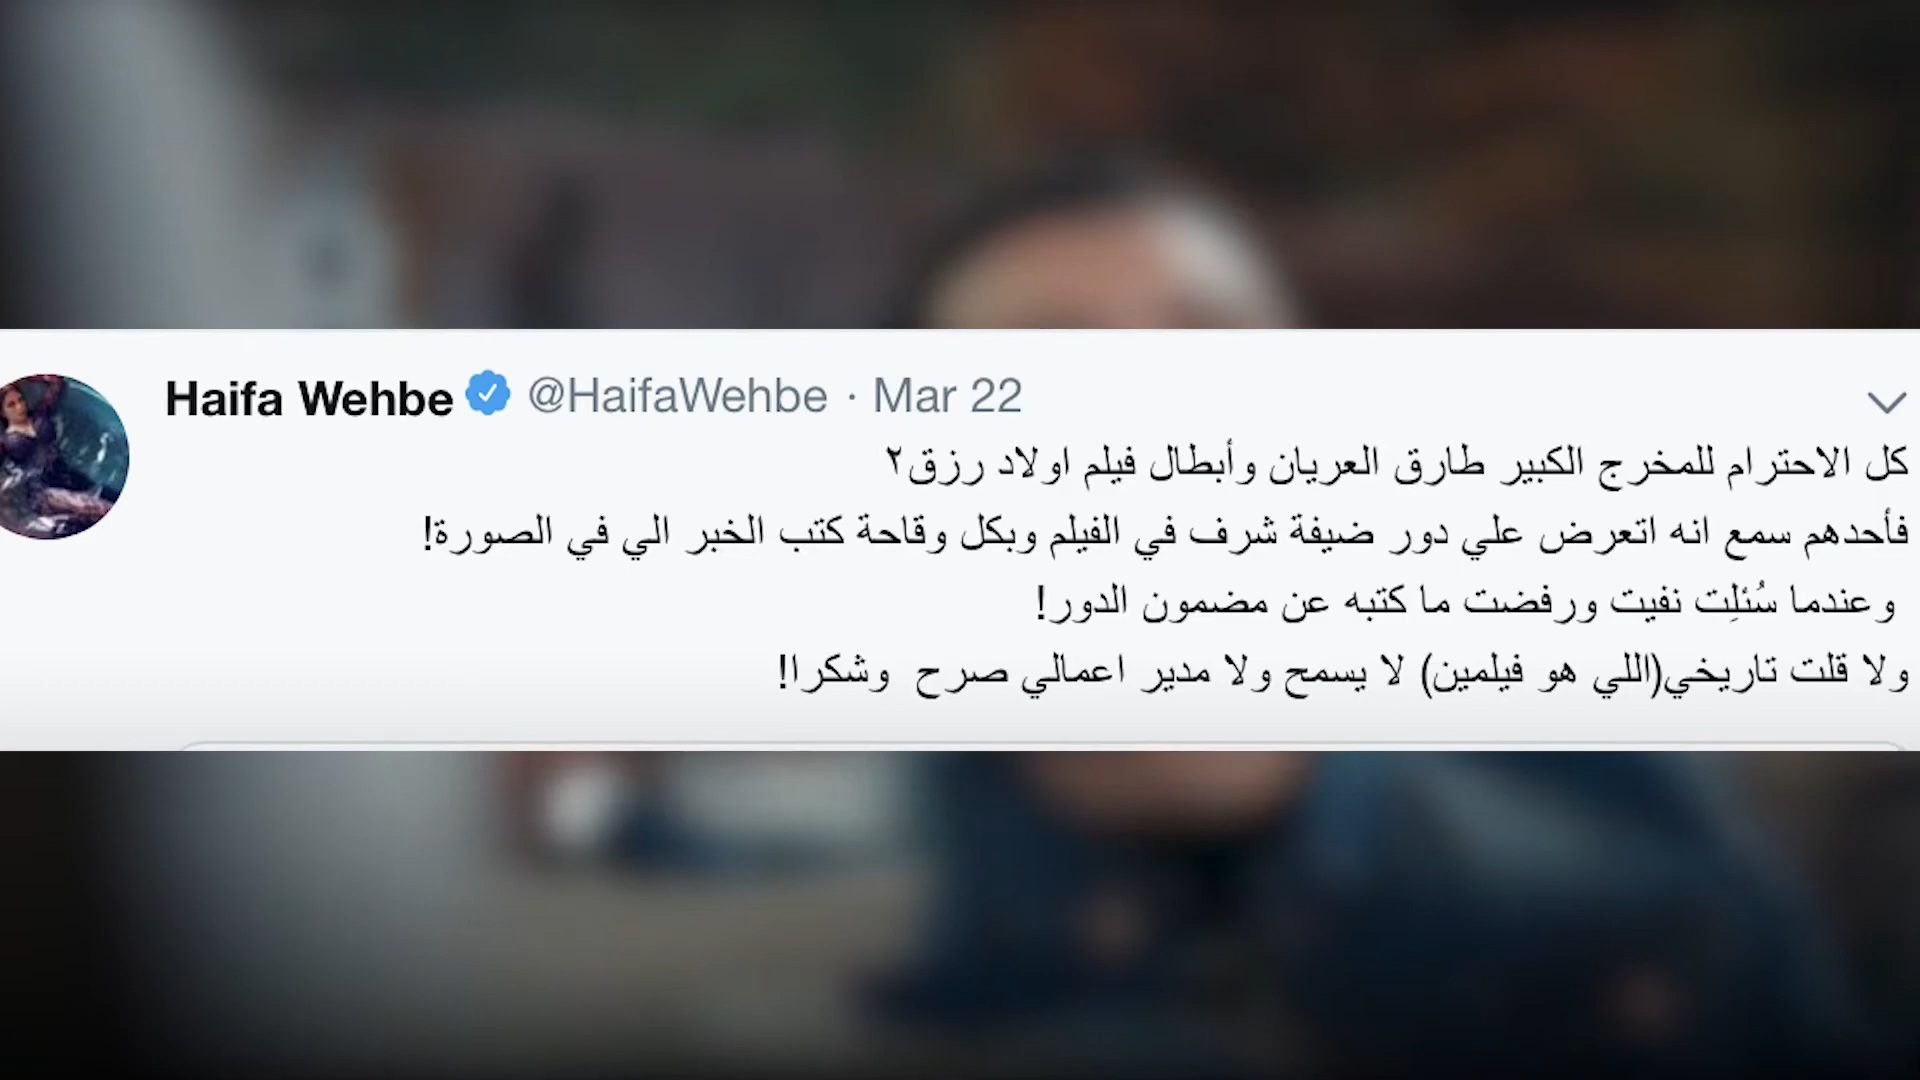 Haifa Wehbe @HaifaWehbe · Mar 22
كل الاحترام للمخرج الكبير طارق العريان وأبطال فيلم اولاد رزق٢
فأحدهم سمع انه اتعرض علي دور ضيفة شرف في الفيلم وبكل وقاحة كتب الخبر الي في الصورة!
وعندما سُئلِت نفيت ورفضت ما كتبه عن مضمون الدور!
ولا قلت تاريخي(اللي هو فيلمين) لا يسمح ولا مدير اعمالي صرح وشكرا!